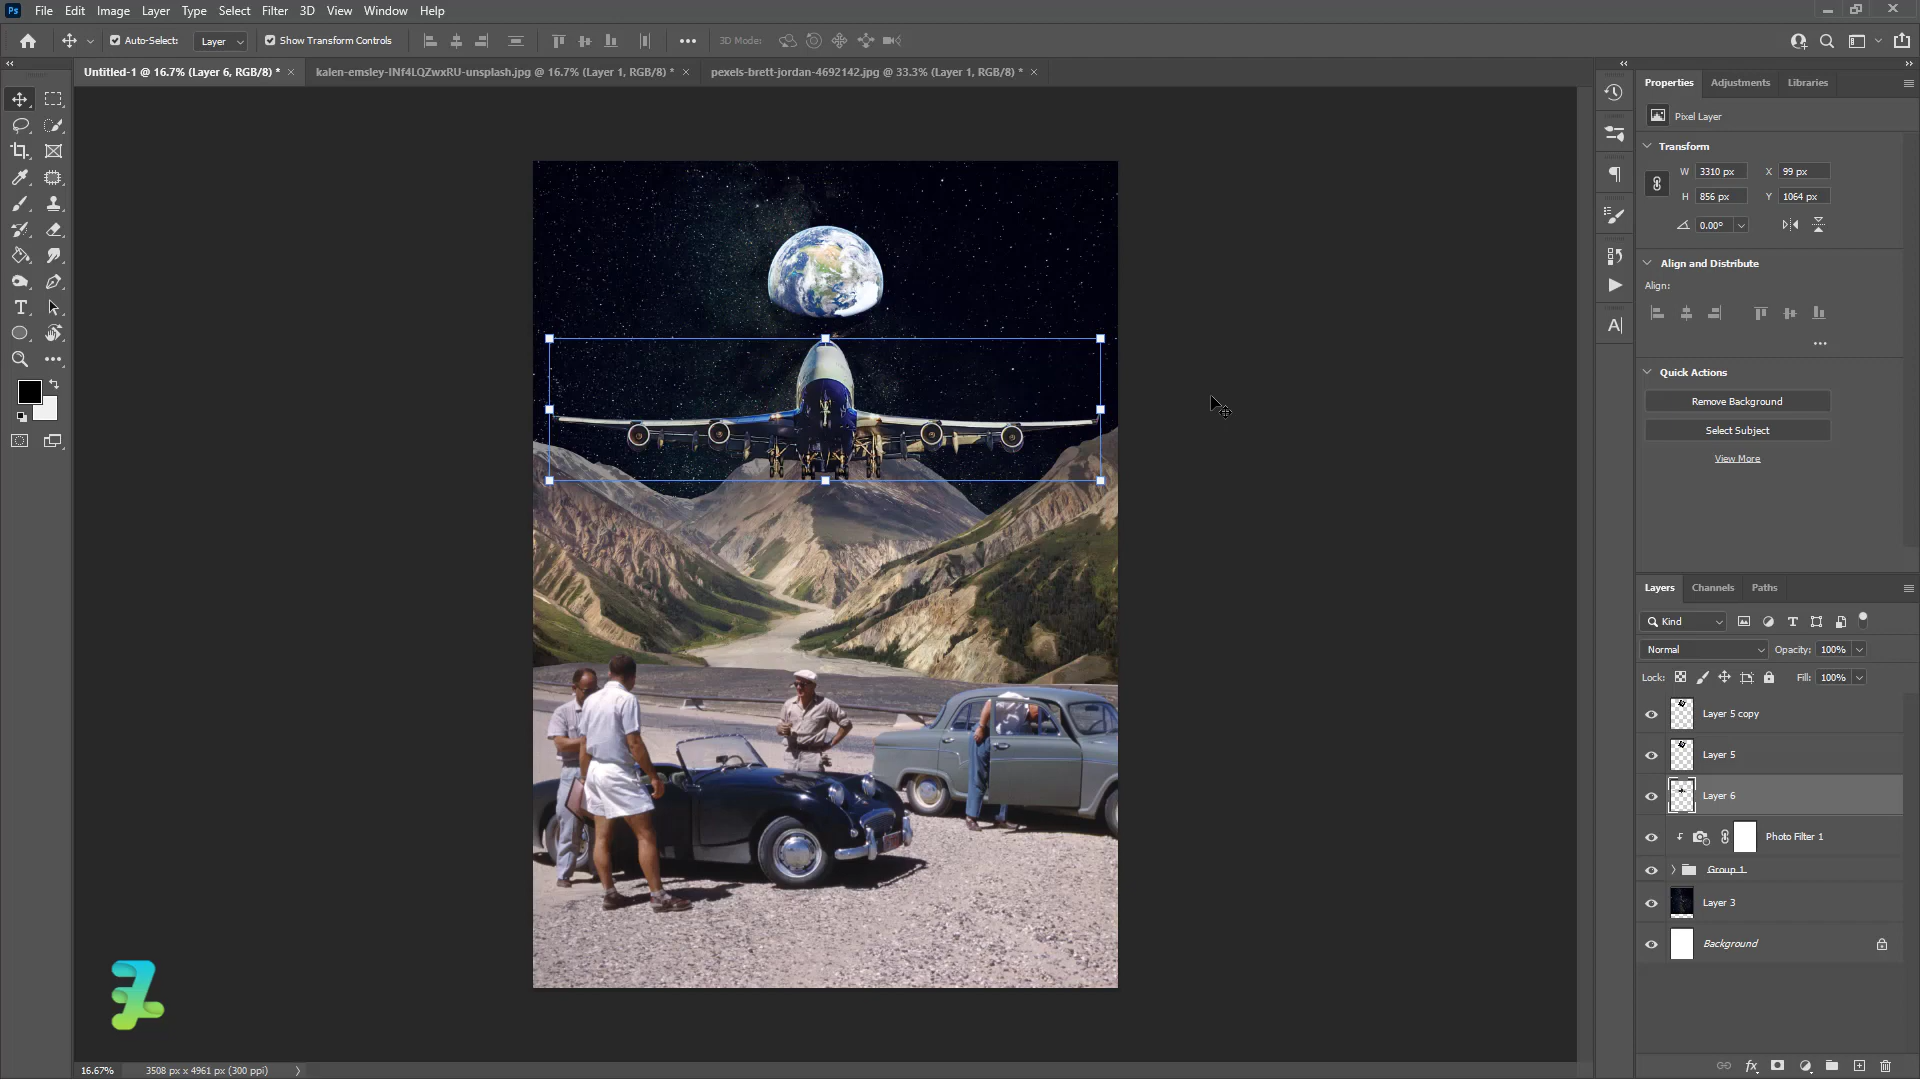 Ps File Edit Image Layer Type Select Filter 3D View Window Help
Auto-Select: Layer Show Transform Controls 3D Mode:
Untitled-1 @ 16.7% (Layer 6, RGB/8) * × kalen-emsley-INf4LQZwxRU-unsplash.jpg @ 16.7% (Layer 1, RGB/8) * × pexels-brett-jordan-4692142.jpg @ 33.3% (Layer 1, RGB/8) * ×
Properties Adjustments Libraries
Pixel Layer
Transform
W 3310 px X 99 px
H 856 px Y 1064 px
0.00°
Align and Distribute
Align:
Quick Actions
Remove Background
Select Subject
View More
Layers Channels Paths
Kind
Normal Opacity: 100%
Lock: Fill: 100%
Layer 5 copy
Layer 5
Layer 6
Photo Filter 1
Group 1
Layer 3
Background
16.67% 3508 px x 4961 px (300 ppi)